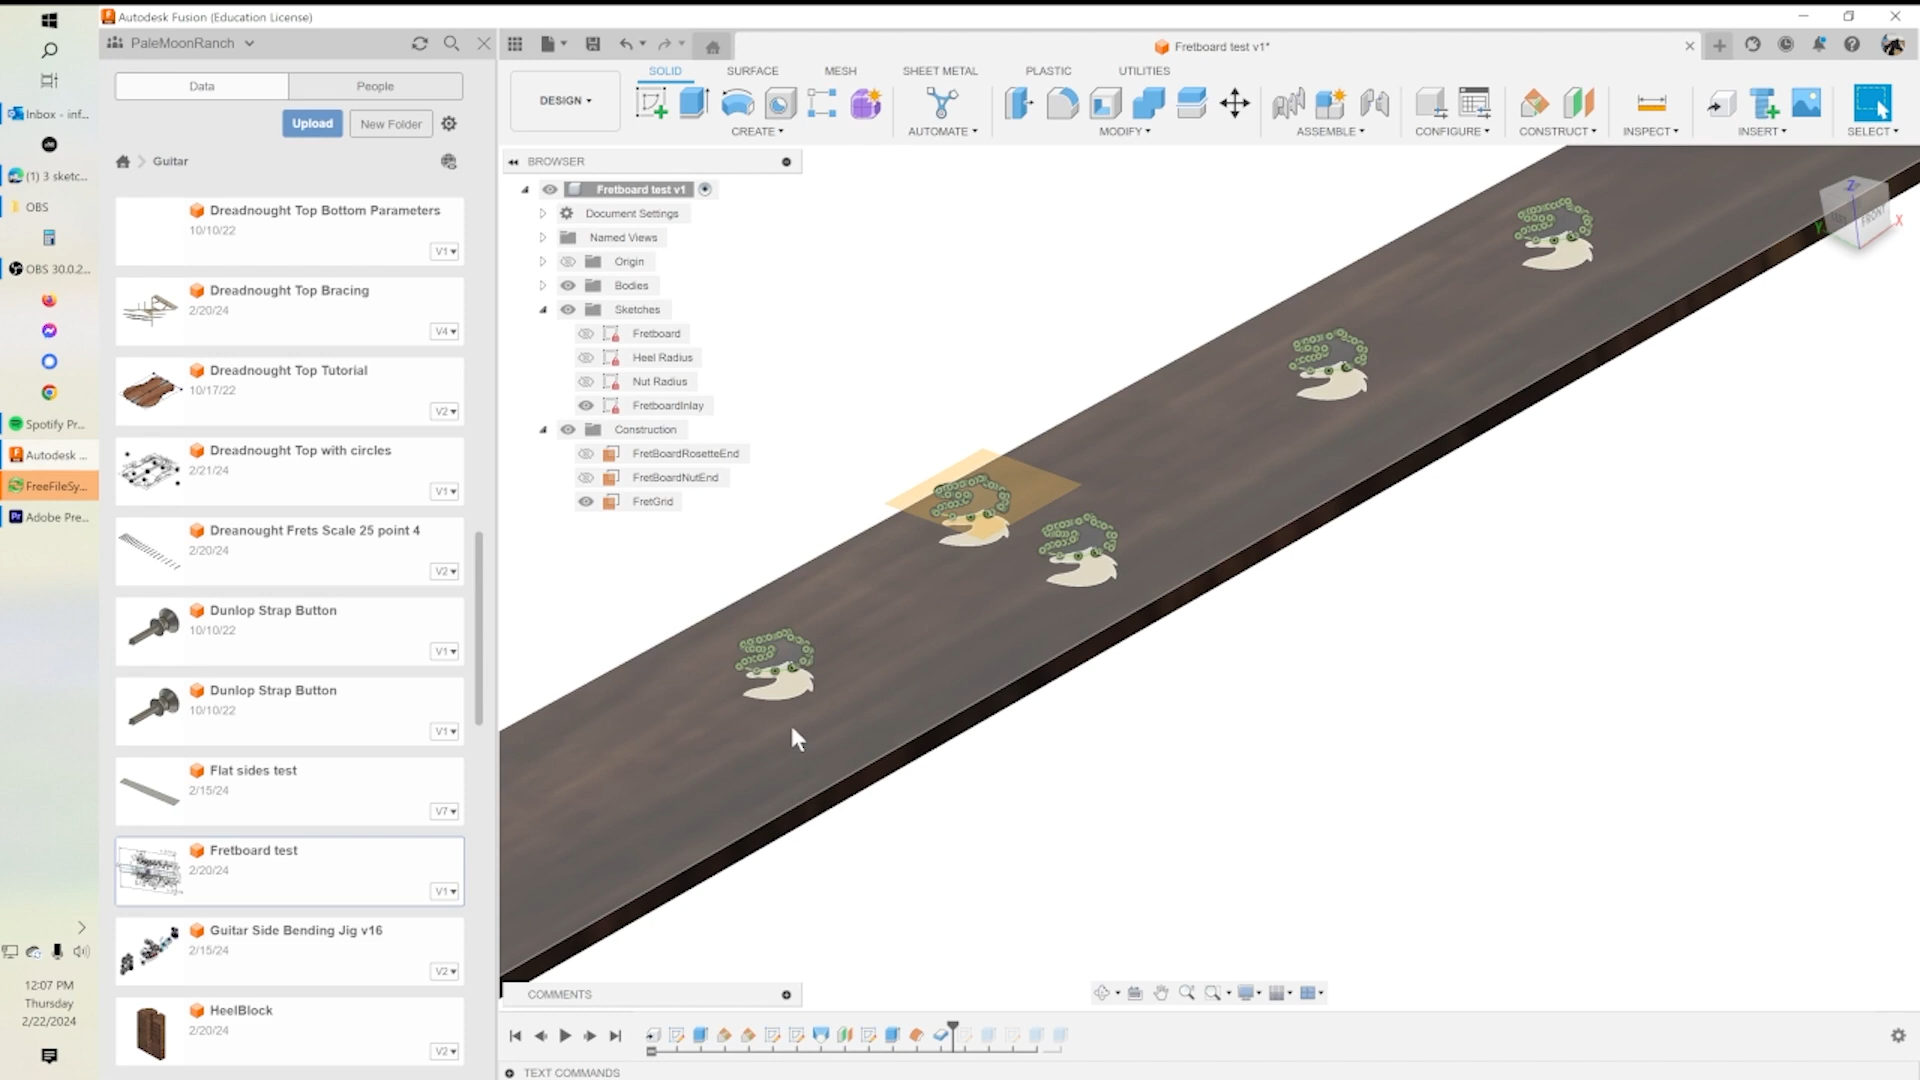 Autodesk Fusion (Education License)
PaleMoonRanch
Fretboard test v1*
Data
People
Upload
New Folder
Guitar
Dreadnought Top Bottom Parameters
10/10/22
V1
Dreadnought Top Bracing
2/20/24
V4
Dreadnought Top Tutorial
10/17/22
V2
Dreadnought Top with circles
2/21/24
V1
Dreanought Frets Scale 25 point 4
2/20/24
V2
Dunlop Strap Button
10/10/22
V1
Dunlop Strap Button
10/10/22
V1
Flat sides test
2/15/24
V7
Fretboard test
2/20/24
V1
Guitar Side Bending Jig v16
2/15/24
V2
HeelBlock
2/20/24
V2
Inbox - inf...
(1) 3 sketc...
OBS
OBS 30.0.2...
Spotify Pr...
Autodesk ...
FreeFileSy...
Adobe Pre...
12:07 PM
Thursday
2/22/2024
SOLID
SURFACE
MESH
SHEET METAL
PLASTIC
UTILITIES
DESIGN
CREATE
AUTOMATE
MODIFY
ASSEMBLE
CONFIGURE
CONSTRUCT
INSPECT
INSERT
SELECT
BROWSER
Fretboard test v1
Document Settings
Named Views
Origin
Bodies
Sketches
Fretboard
Heel Radius
Nut Radius
FretboardInlay
Construction
FretBoardRosetteEnd
FretBoardNutEnd
FretGrid
Z
LEFT
FRONT
Y
X
COMMENTS
TEXT COMMANDS